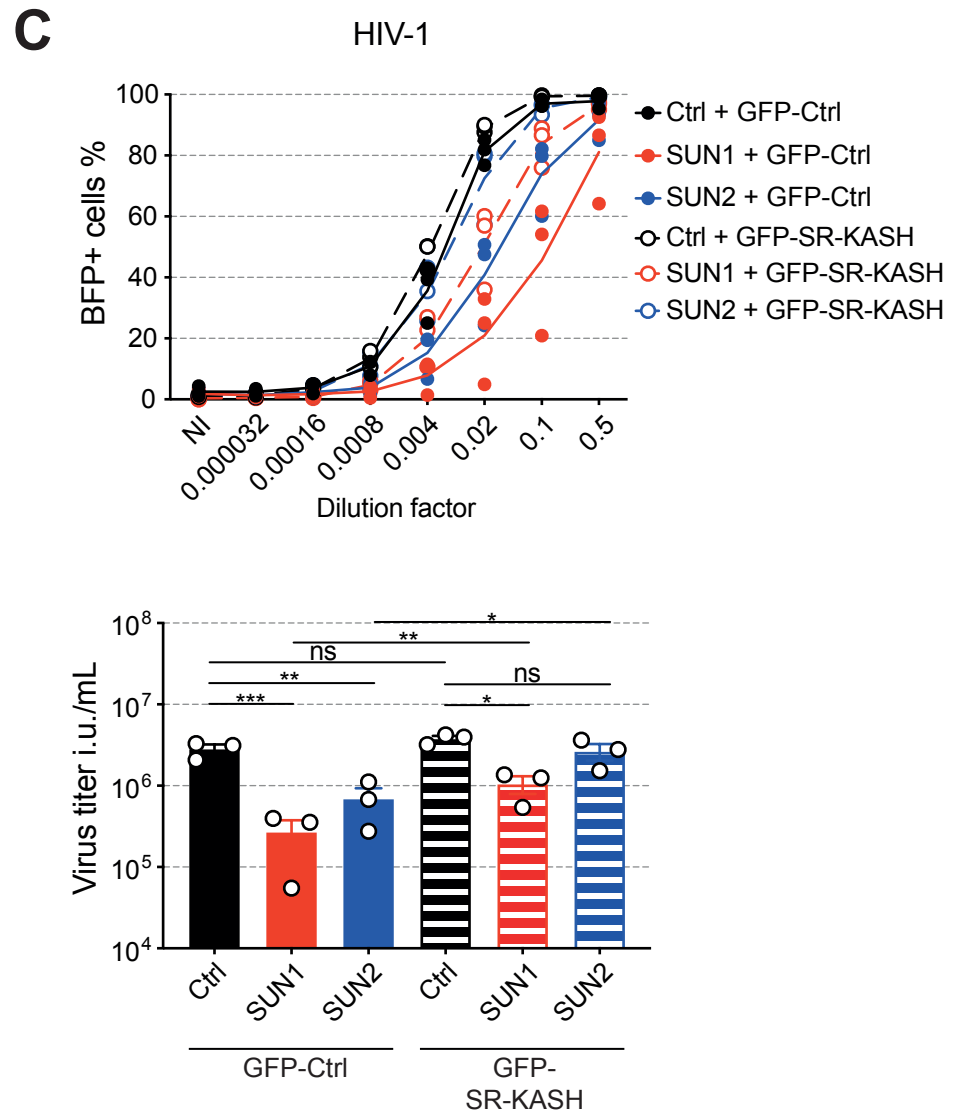 C
HIV-1
BFP+ cells %
100
80
60
40
20
0
NI
0.000032
0.00016
0.0008
0.004
0.02
0.1
0.5
Dilution factor
Ctrl + GFP-Ctrl
SUN1 + GFP-Ctrl
SUN2 + GFP-Ctrl
Ctrl + GFP-SR-KASH
SUN1 + GFP-SR-KASH
SUN2 + GFP-SR-KASH
Virus titer i.u./mL
10⁸
10⁷
10⁶
10⁵
10⁴
*
**
ns
**
ns
***
*
Ctrl
SUN1
SUN2
Ctrl
SUN1
SUN2
GFP-Ctrl
GFP-
SR-KASH